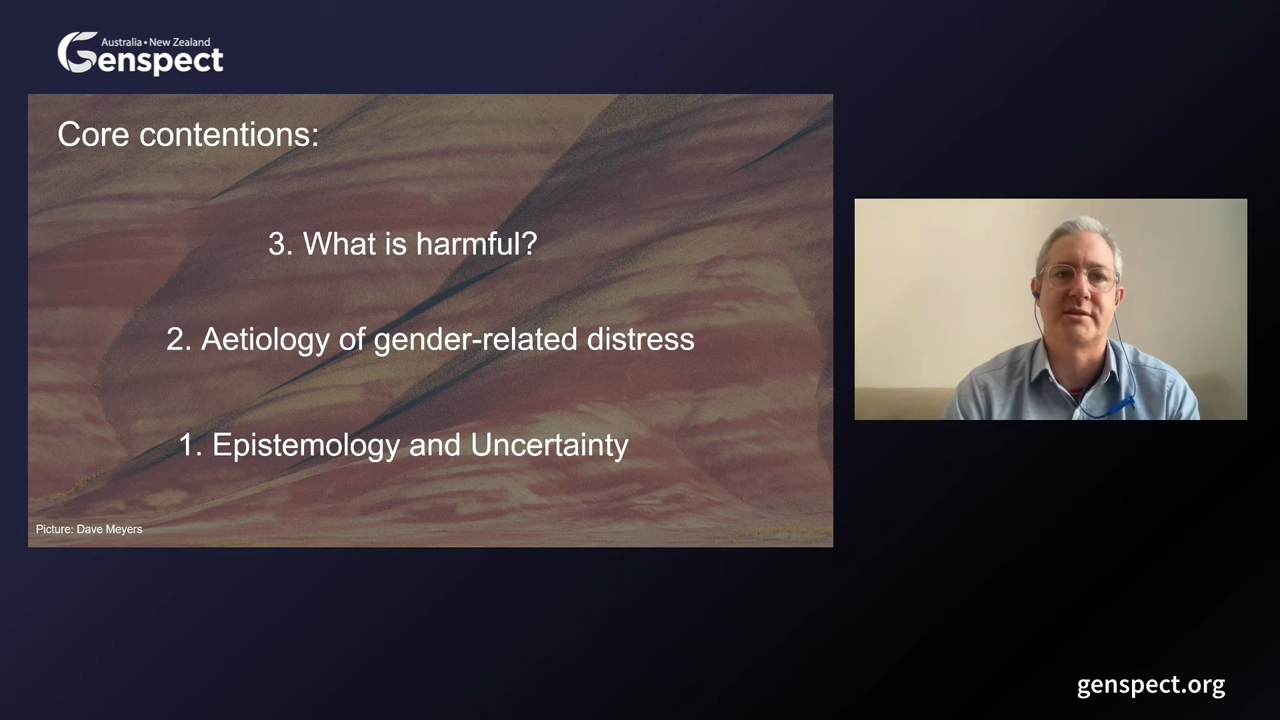 Australia • New Zealand
Genspect
Core contentions:
3. What is harmful?
2. Aetiology of gender-related distress
1. Epistemology and Uncertainty
Picture: Dave Meyers
genspect.org